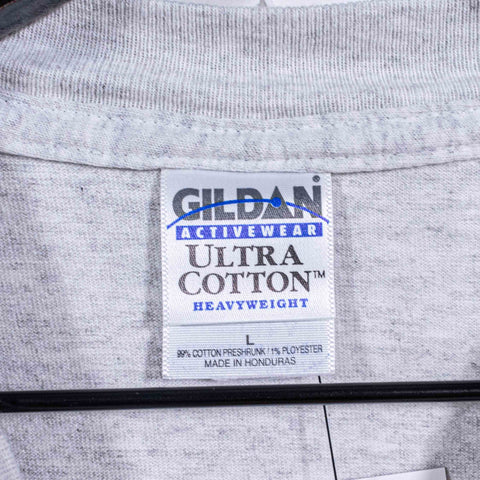 GILDAN®
ACTIVEWEAR
ULTRA
COTTON™
HEAVYWEIGHT
L
99% COTTON PRESHRUNK / 1% PLOYESTER
MADE IN HONDURAS